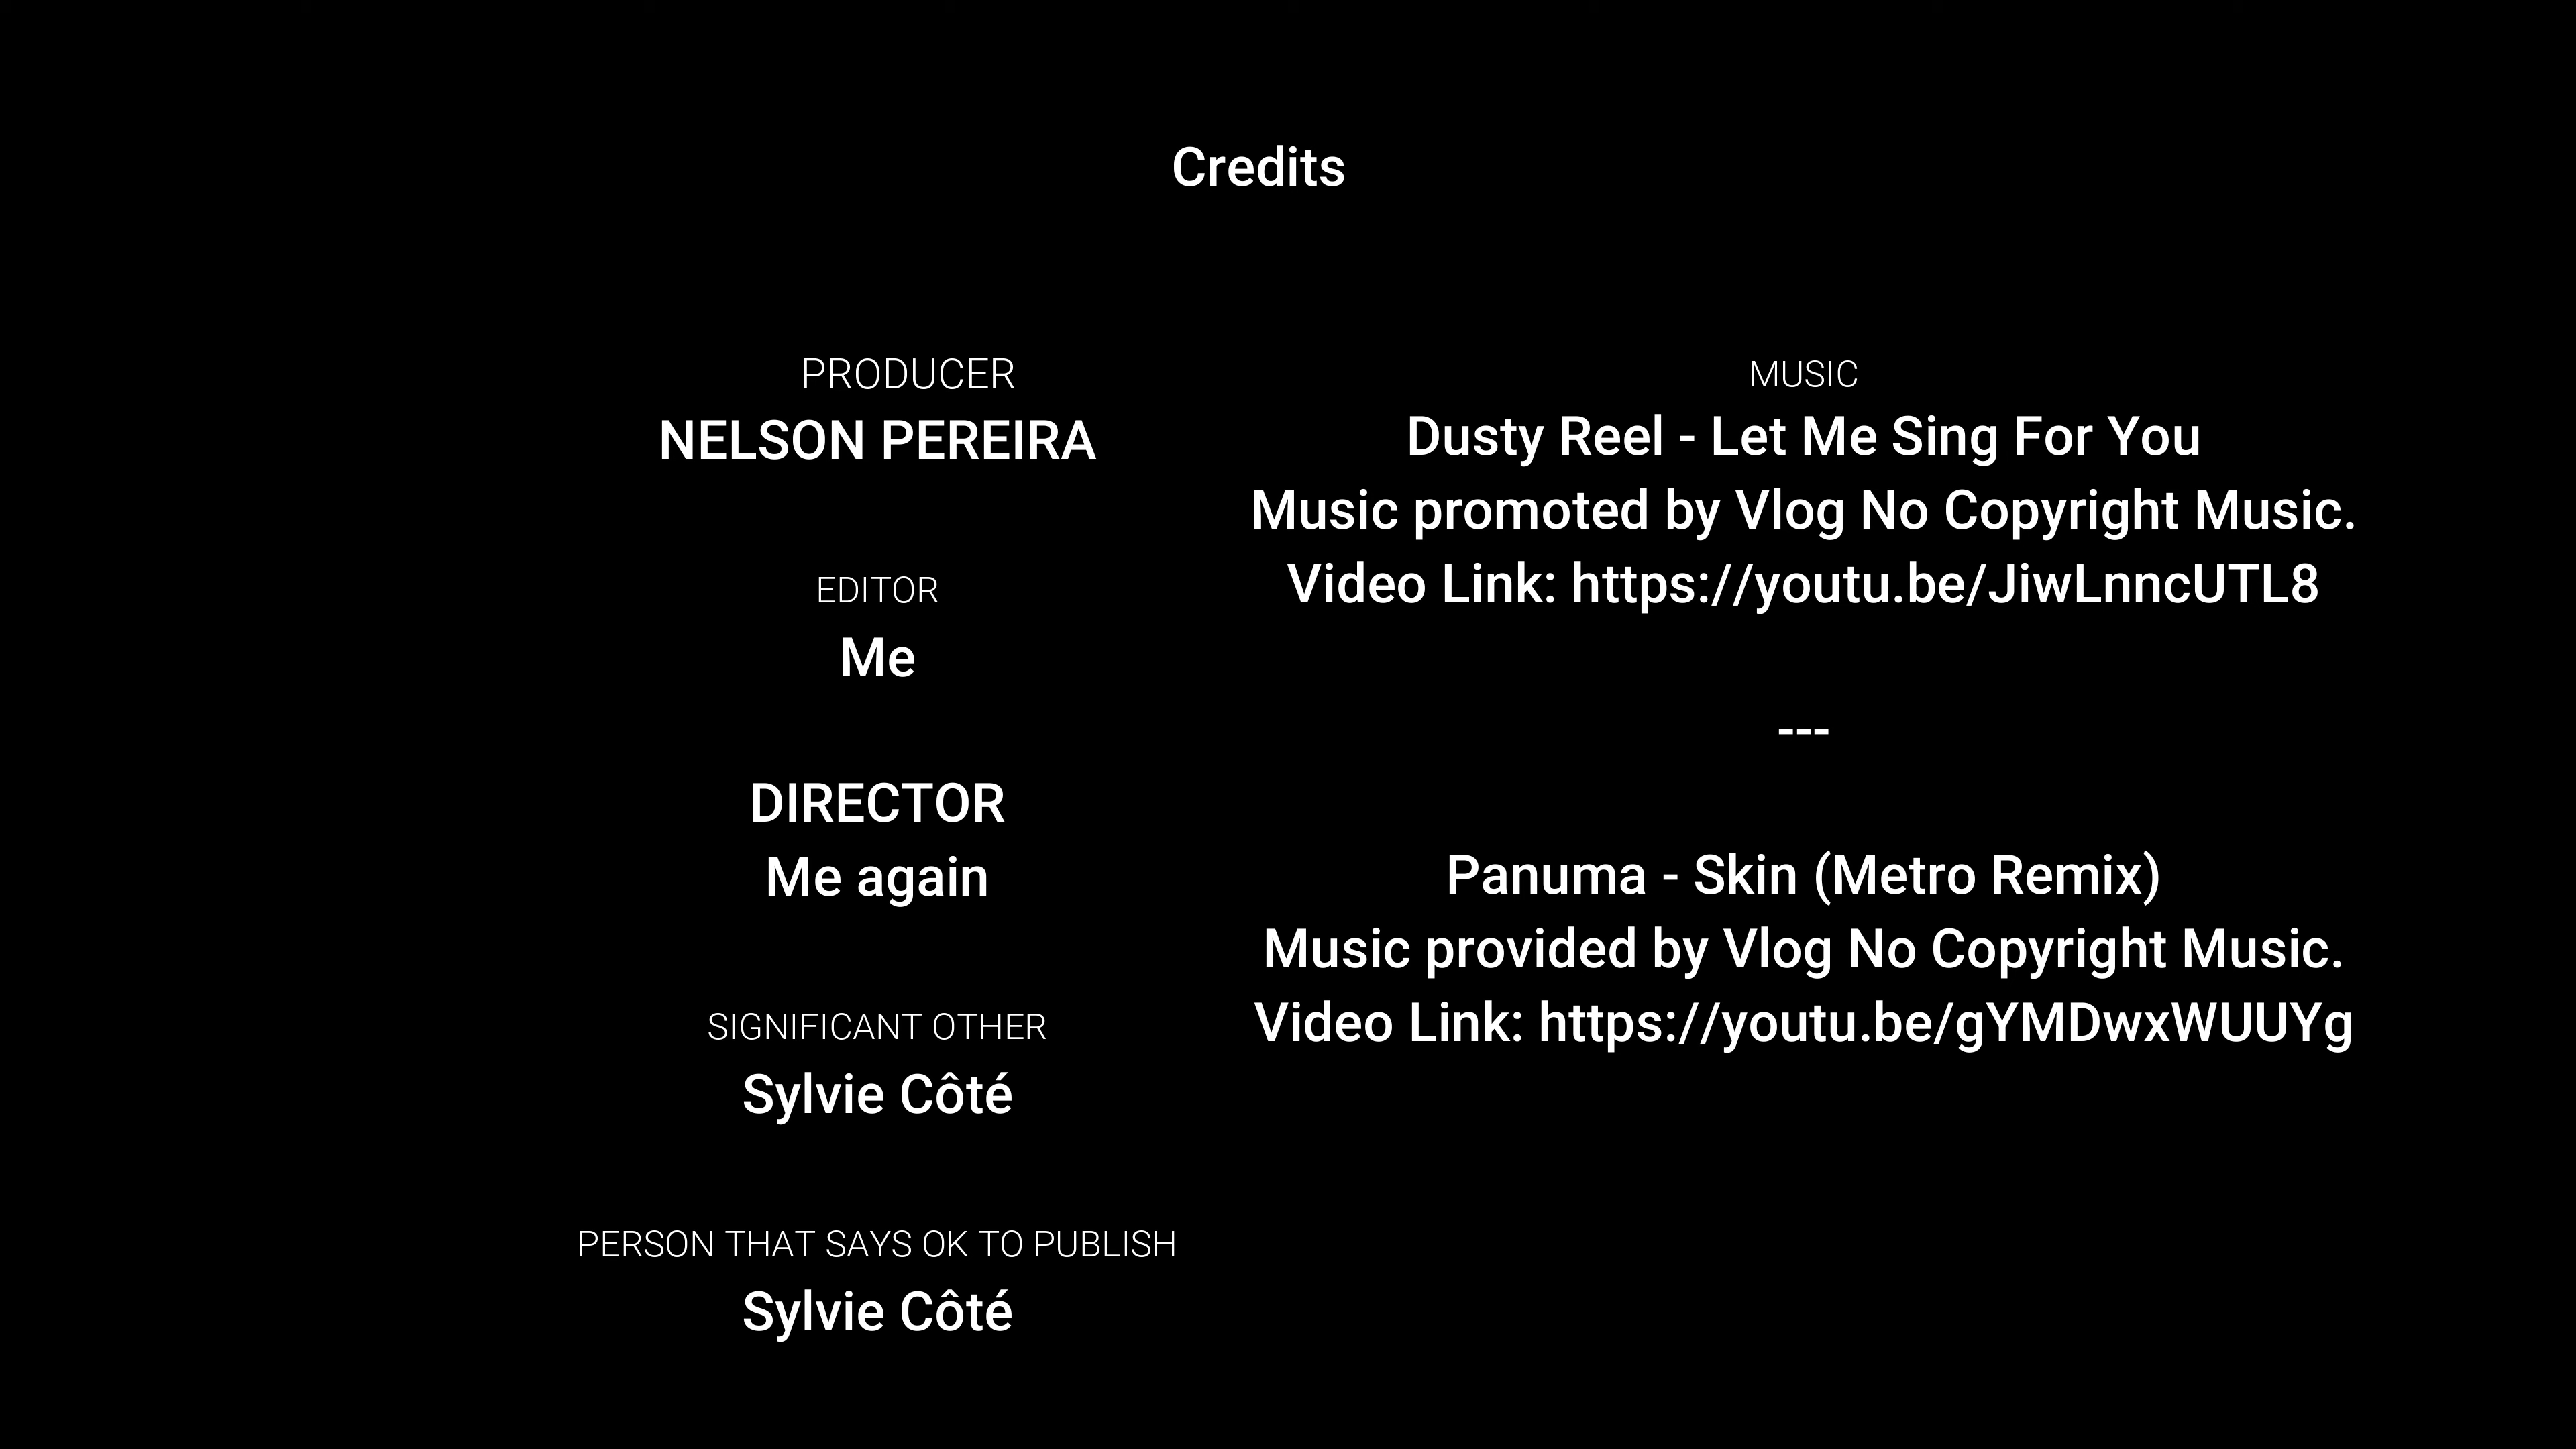 Credits
PRODUCER
NELSON PEREIRA
EDITOR
Me
DIRECTOR
Me again
SIGNIFICANT OTHER
Sylvie Côté
PERSON THAT SAYS OK TO PUBLISH
Sylvie Côté
MUSIC
Dusty Reel - Let Me Sing For You
Music promoted by Vlog No Copyright Music.
Video Link: https://youtu.be/JiwLnncUTL8
---
Panuma - Skin (Metro Remix)
Music provided by Vlog No Copyright Music.
Video Link: https://youtu.be/gYMDwxWUUYg